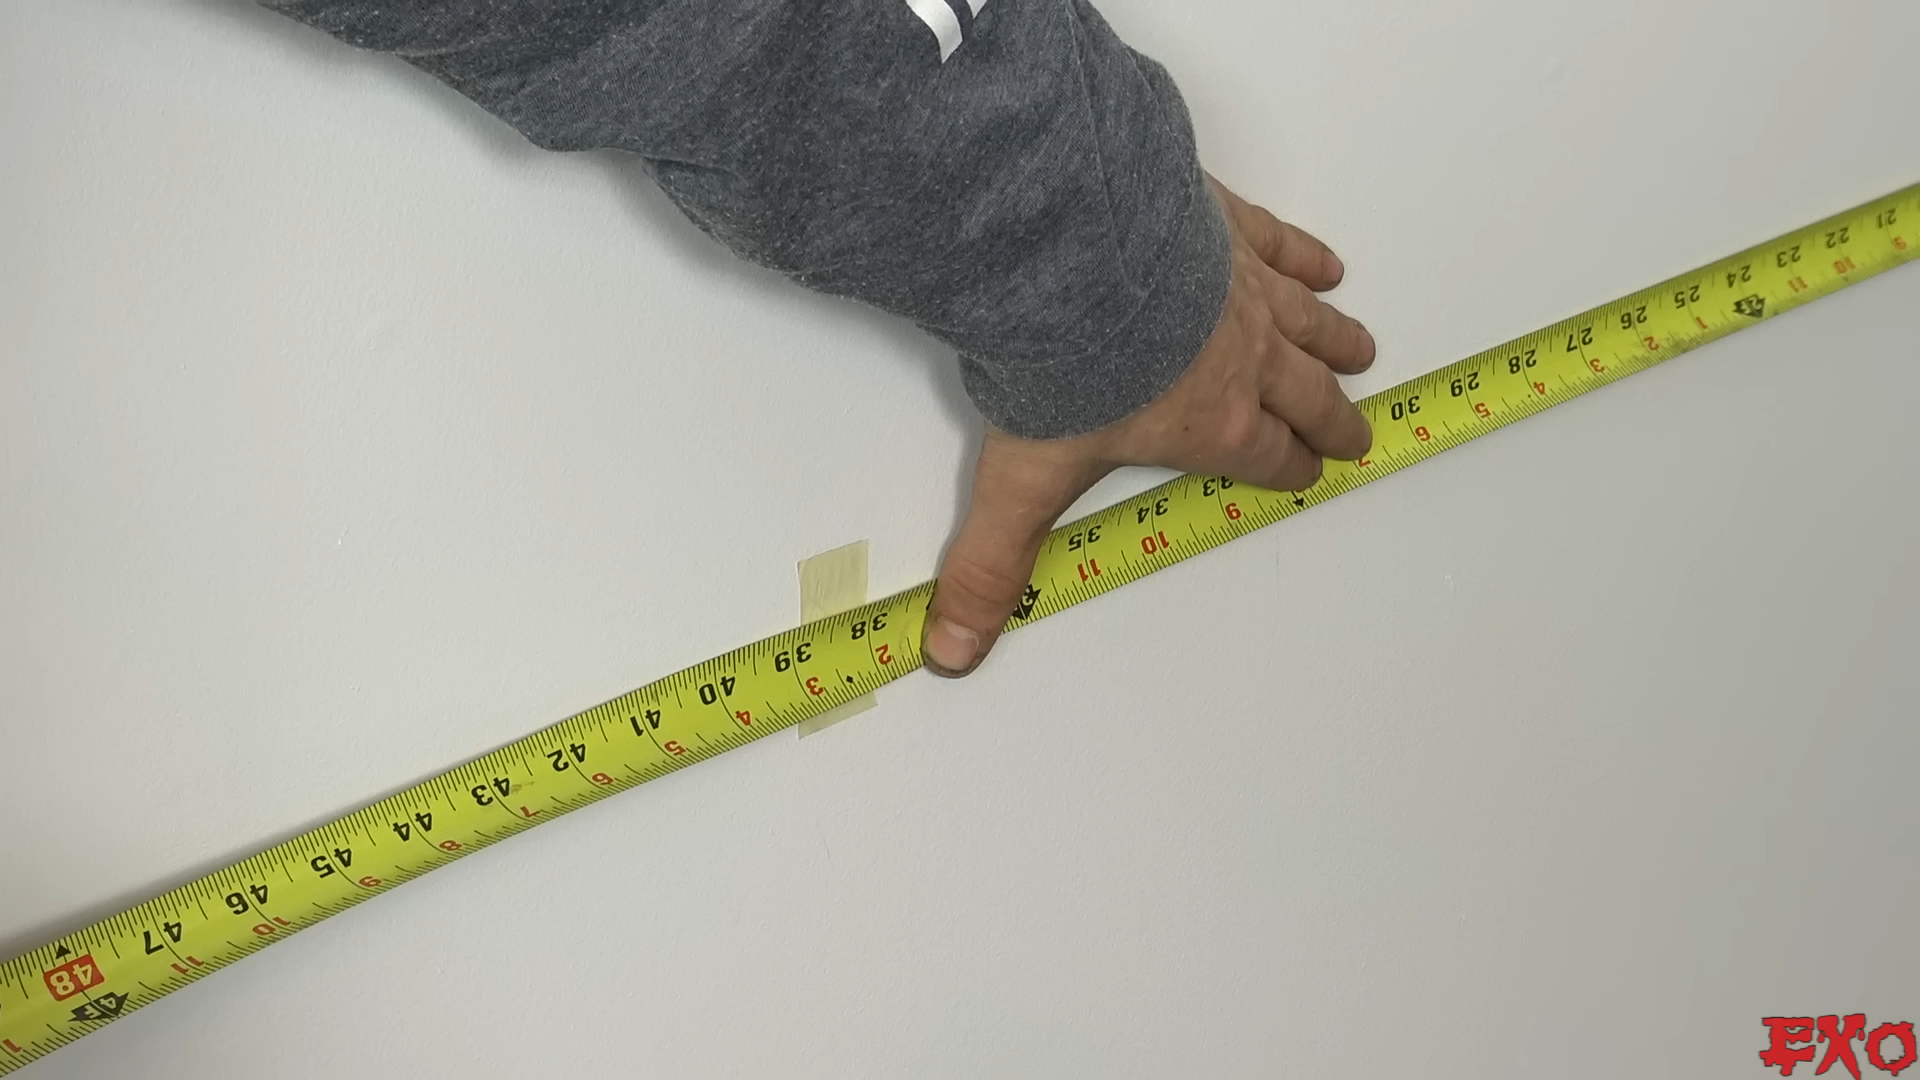 21 22 23 24 25 26 27 28 29 30 33 34 35 38 39 40 41 42 43 44 45 46 47 48
9 10 11 1 2 3 4 5 6 7 9 10 11 2 3 4 5 6 7 8 9 10 11 4F 1
EXO